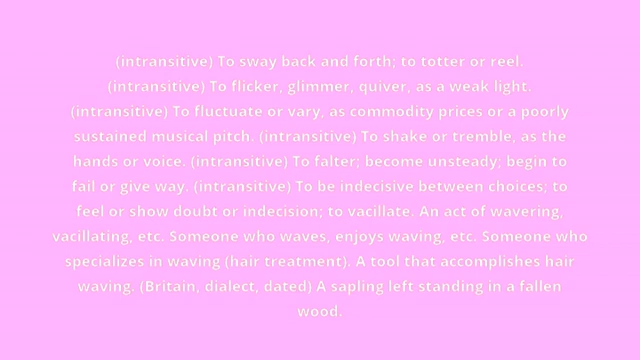 (intransitive) To sway back and forth; to totter or reel.
(intransitive) To flicker, glimmer, quiver, as a weak light.
(intransitive) To fluctuate or vary, as commodity prices or a poorly
sustained musical pitch. (intransitive) To shake or tremble, as the
hands or voice. (intransitive) To falter; become unsteady; begin to
fail or give way. (intransitive) To be indecisive between choices; to
feel or show doubt or indecision; to vacillate. An act of wavering,
vacillating, etc. Someone who waves, enjoys waving, etc. Someone who
specializes in waving (hair treatment). A tool that accomplishes hair
waving. (Britain, dialect, dated) A sapling left standing in a fallen
wood.